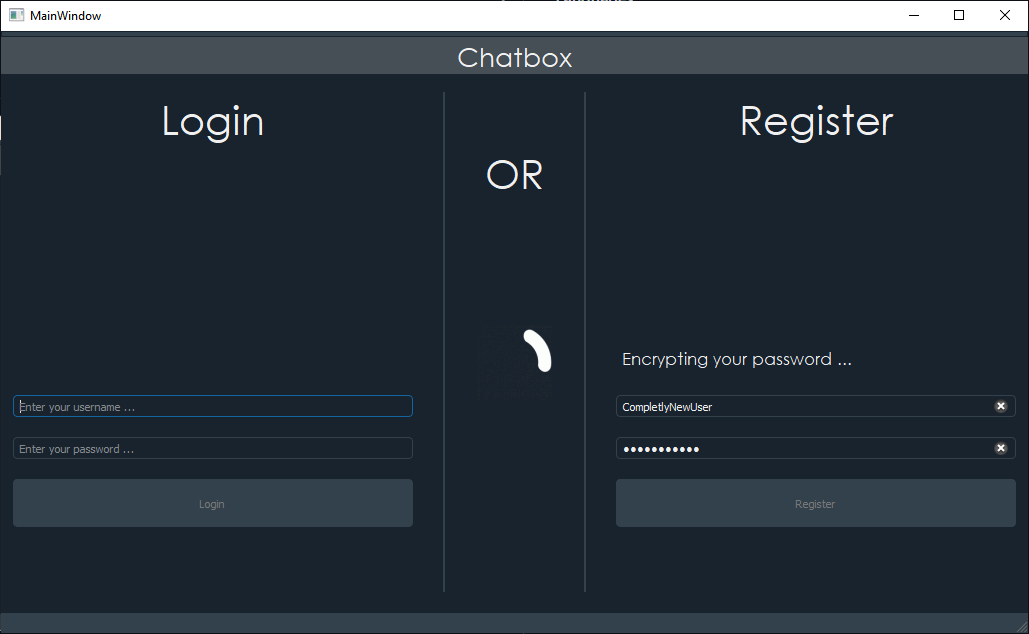 MainWindow
Chatbox
Login
OR
Register
Encrypting your password ...
Enter your username ...
CompletlyNewUser
Enter your password ...
●●●●●●●●●●●
Login
Register